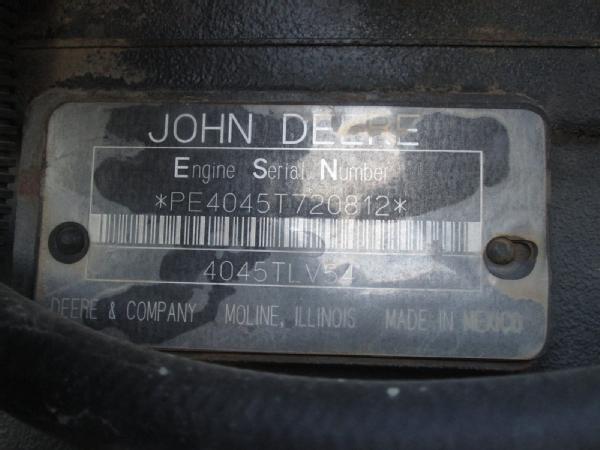 JOHN DEERE
Engine Serial Number
*PE4045T720812*
4045TLV54
DEERE & COMPANY MOLINE, ILLINOIS MADE IN MEXICO